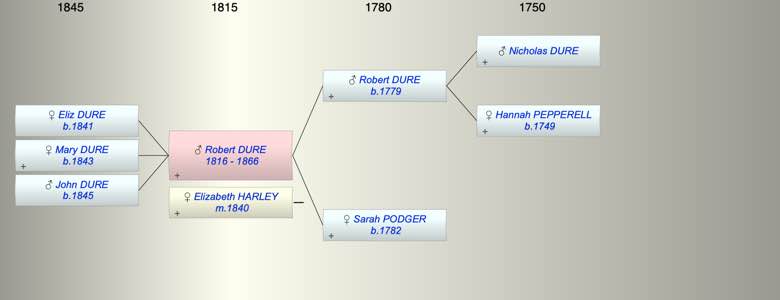 1845
1815
1780
1750
♂ Nicholas DURE
+
♂ Robert DURE
b.1779
+
♀ Hannah PEPPERELL
b.1749
+
♀ Eliz DURE
b.1841
♀ Mary DURE
b.1843
+
♂ John DURE
b.1845
♂ Robert DURE
1816 - 1866
+
♀ Elizabeth HARLEY
m.1840
+
♀ Sarah PODGER
b.1782
+